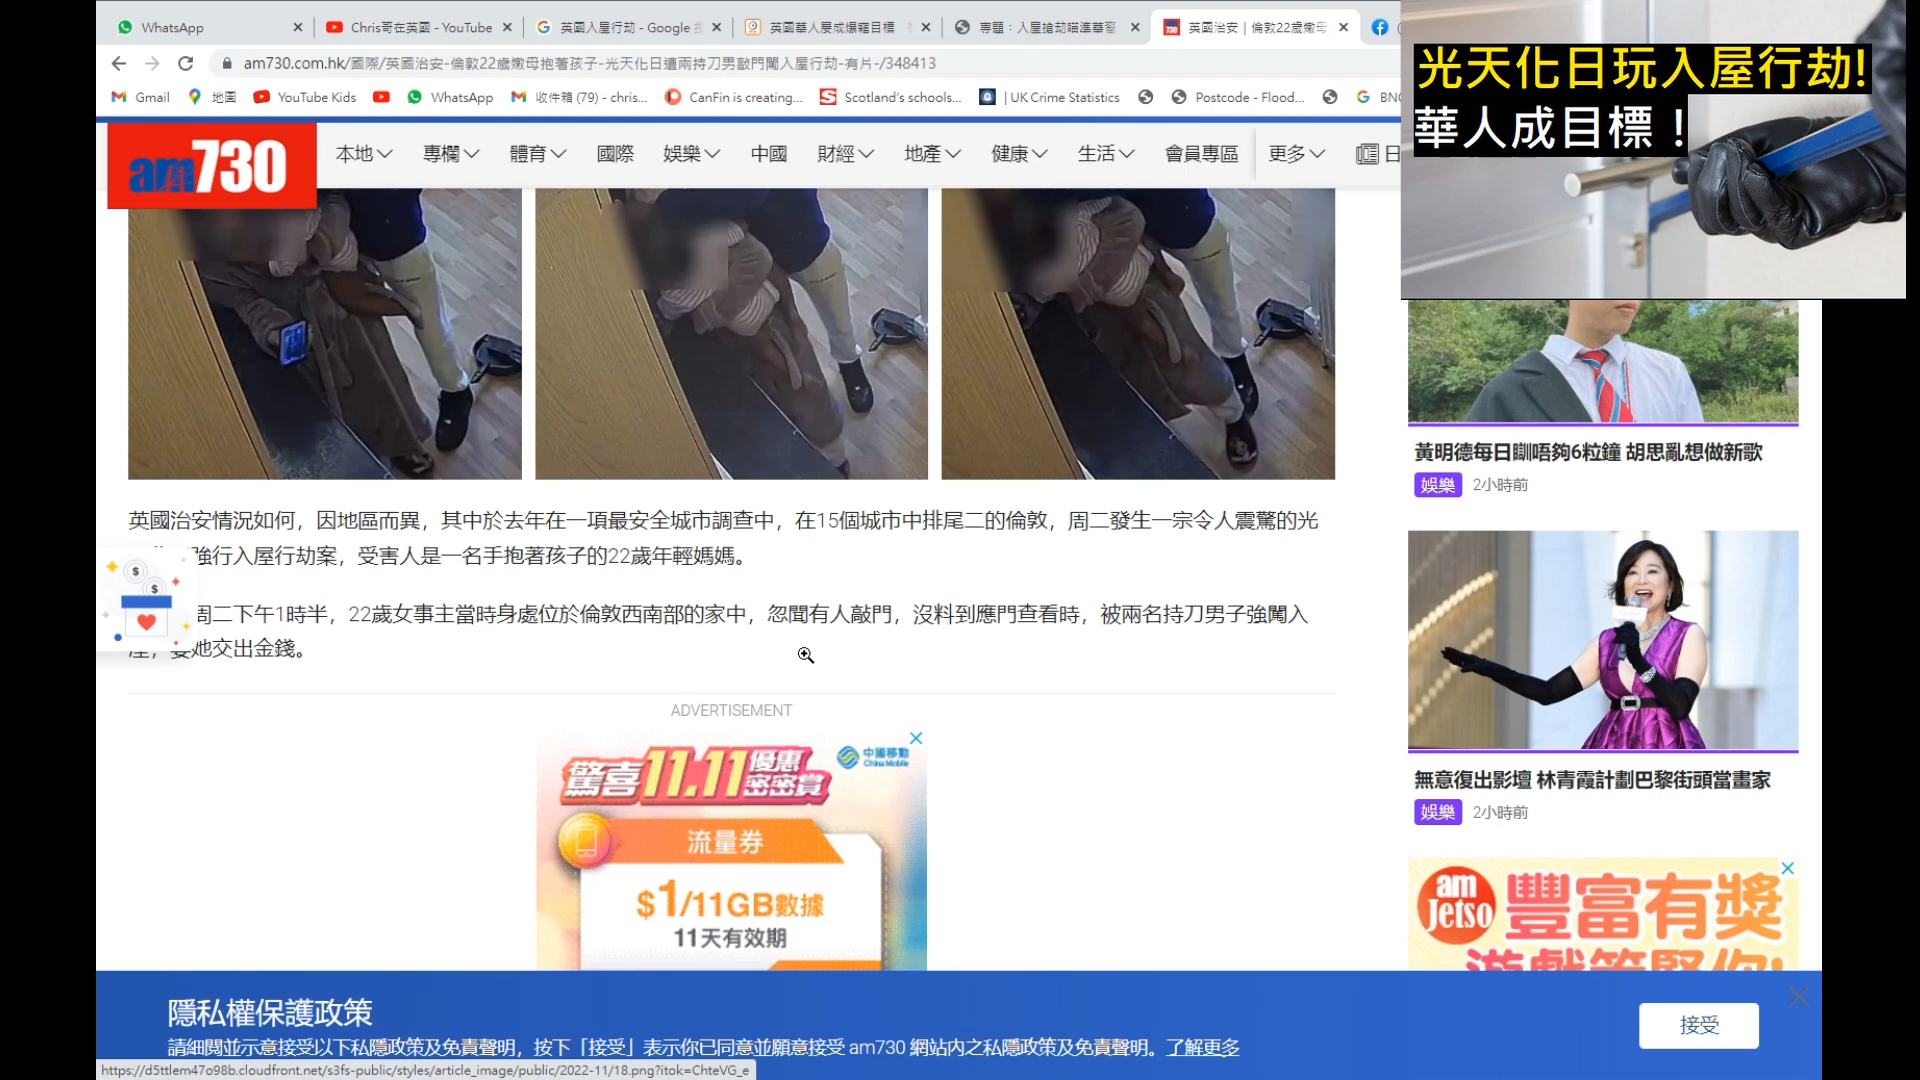 WhatsApp
Chris哥在英國 - YouTube
英國入屋行劫 - Google
英國華人屢成爆竊目標
專題：入屋搶劫瞄準華裔
英國治安｜倫敦22歲嫩母
光天化日玩入屋行劫!
華人成目標！
am730.com.hk/國際/英國治安-倫敦22歲嫩母抱著孩子-光天化日遭兩持刀男敲門闖入屋行劫-有片-/348413
Gmail
地圖
YouTube Kids
WhatsApp
收件箱 (79) - chris...
CanFin is creating...
Scotland's schools...
| UK Crime Statistics
Postcode - Flood...
BNO
am730
本地
專欄
體育
國際
娛樂
中國
財經
地產
健康
生活
會員專區
更多
日
英國治安情況如何，因地區而異，其中於去年在一項最安全城市調查中，在15個城市中排尾二的倫敦，周二發生一宗令人震驚的光
強行入屋行劫案，受害人是一名手抱著孩子的22歲年輕媽媽。
周二下午1時半，22歲女事主當時身處位於倫敦西南部的家中，忽聞有人敲門，沒料到應門查看時，被兩名持刀男子強闖入
她交出金錢。
ADVERTISEMENT
驚喜11.11優惠密密賞
中國移動
China Mobile
流量券
$1/11GB數據
11天有效期
黃明德每日瞓唔夠6粒鐘 胡思亂想做新歌
娛樂 2小時前
無意復出影壇 林青霞計劃巴黎街頭當畫家
娛樂 2小時前
am Jetso
豐富有獎
隱私權保護政策
請細閱並示意接受以下私隱政策及免責聲明，按下「接受」表示你已同意並願意接受 am730 網站內之私隱政策及免責聲明。了解更多
接受
https://d5ttlem47o98b.cloudfront.net/s3fs-public/styles/article_image/public/2022-11/18.png?itok=ChteVG_e